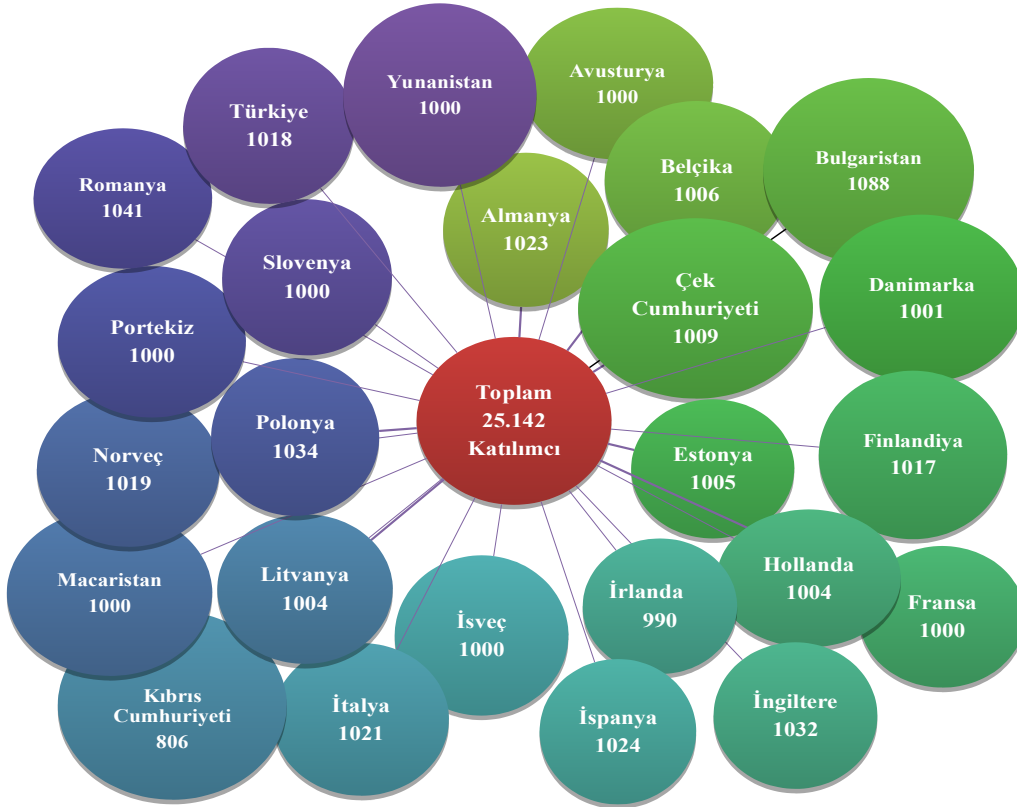 Yunanistan
1000
Avusturya
1000
Türkiye
1018
Belçika
1006
Bulgaristan
1088
Romanya
1041
Almanya
1023
Slovenya
1000
Çek
Cumhuriyeti
1009
Danimarka
1001
Portekiz
1000
Toplam
25.142
Katılımcı
Polonya
1034
Norveç
1019
Estonya
1005
Finlandiya
1017
Macaristan
1000
Litvanya
1004
İsveç
1000
İrlanda
990
Hollanda
1004
Fransa
1000
Kıbrıs
Cumhuriyeti
806
İtalya
1021
İspanya
1024
İngiltere
1032